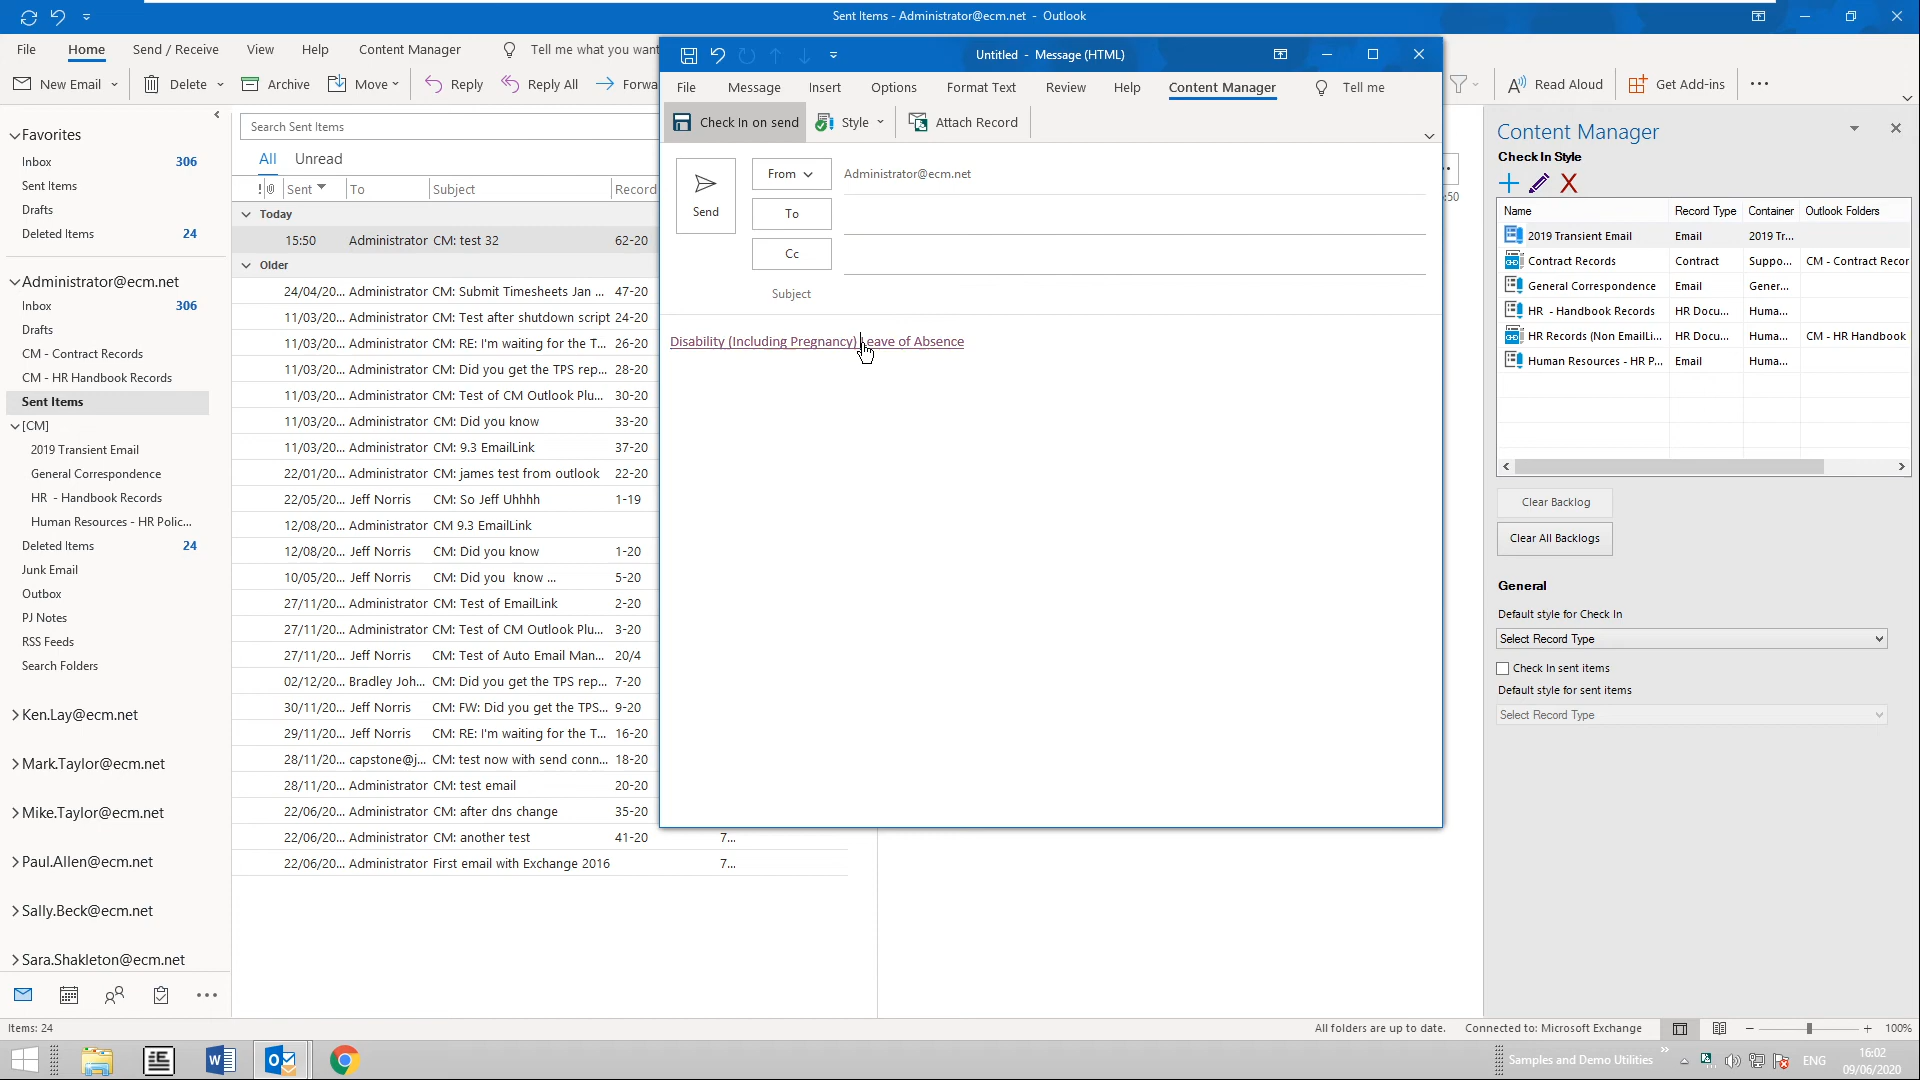 Sent Items - Administrator@ecm.net - Outlook
File Home Send / Receive View Help Content Manager Tell me what you want
New Email Delete Archive Move Reply Reply All Forwa
Read Aloud Get Add-ins
Favorites
Inbox 306
Sent Items
Drafts
Deleted Items 24
Administrator@ecm.net
Inbox 306
Drafts
CM - Contract Records
CM - HR Handbook Records
Sent Items
[CM]
2019 Transient Email
General Correspondence
HR - Handbook Records
Human Resources - HR Polic...
Deleted Items 24
Junk Email
Outbox
PJ Notes
RSS Feeds
Search Folders
Ken.Lay@ecm.net
Mark.Taylor@ecm.net
Mike.Taylor@ecm.net
Paul.Allen@ecm.net
Sally.Beck@ecm.net
Sara.Shakleton@ecm.net
Search Sent Items
All Unread
Sent To Subject Record
Today
15:50 Administrator CM: test 32 62-20
Older
24/04/20... Administrator CM: Submit Timesheets Jan ... 47-20
11/03/20... Administrator CM: Test after shutdown script 24-20
11/03/20... Administrator CM: RE: I'm waiting for the T... 26-20
11/03/20... Administrator CM: Did you get the TPS rep... 28-20
11/03/20... Administrator CM: Test of CM Outlook Plu... 30-20
11/03/20... Administrator CM: Did you know 33-20
11/03/20... Administrator CM: 9.3 EmailLink 37-20
22/01/20... Administrator CM: james test from outlook 22-20
22/05/20... Jeff Norris CM: So Jeff Uhhhh 1-19
12/08/20... Administrator CM 9.3 EmailLink
12/08/20... Jeff Norris CM: Did you know 1-20
10/05/20... Jeff Norris CM: Did you know ... 5-20
27/11/20... Administrator CM: Test of EmailLink 2-20
27/11/20... Administrator CM: Test of CM Outlook Plu... 3-20
27/11/20... Jeff Norris CM: Test of Auto Email Man... 20/4
02/12/20... Bradley Joh... CM: Did you get the TPS rep... 7-20
30/11/20... Jeff Norris CM: FW: Did you get the TPS... 9-20
29/11/20... Jeff Norris CM: RE: I'm waiting for the T... 16-20
28/11/20... capstone@j... CM: test now with send conn... 18-20
28/11/20... Administrator CM: test email 20-20
22/06/20... Administrator CM: after dns change 35-20
22/06/20... Administrator CM: another test 41-20 7...
22/06/20... Administrator First email with Exchange 2016 7...
Untitled - Message (HTML)
File Message Insert Options Format Text Review Help Content Manager Tell me
Check In on send Style Attach Record
Send
From Administrator@ecm.net
To
Cc
Subject
Disability (Including Pregnancy) Leave of Absence
:50
Content Manager
Check In Style
Name Record Type Container Outlook Folders
2019 Transient Email Email 2019 Tr...
Contract Records Contract Suppo... CM - Contract Recor
General Correspondence Email Gener...
HR - Handbook Records HR Docu... Huma...
HR Records (Non EmailLi... HR Docu... Huma... CM - HR Handbook
Human Resources - HR P... Email Huma...
Clear Backlog
Clear All Backlogs
General
Default style for Check In
Select Record Type
Check In sent items
Default style for sent items
Select Record Type
Items: 24 All folders are up to date. Connected to: Microsoft Exchange 100%
Samples and Demo Utilities ENG 16:02
09/06/2020